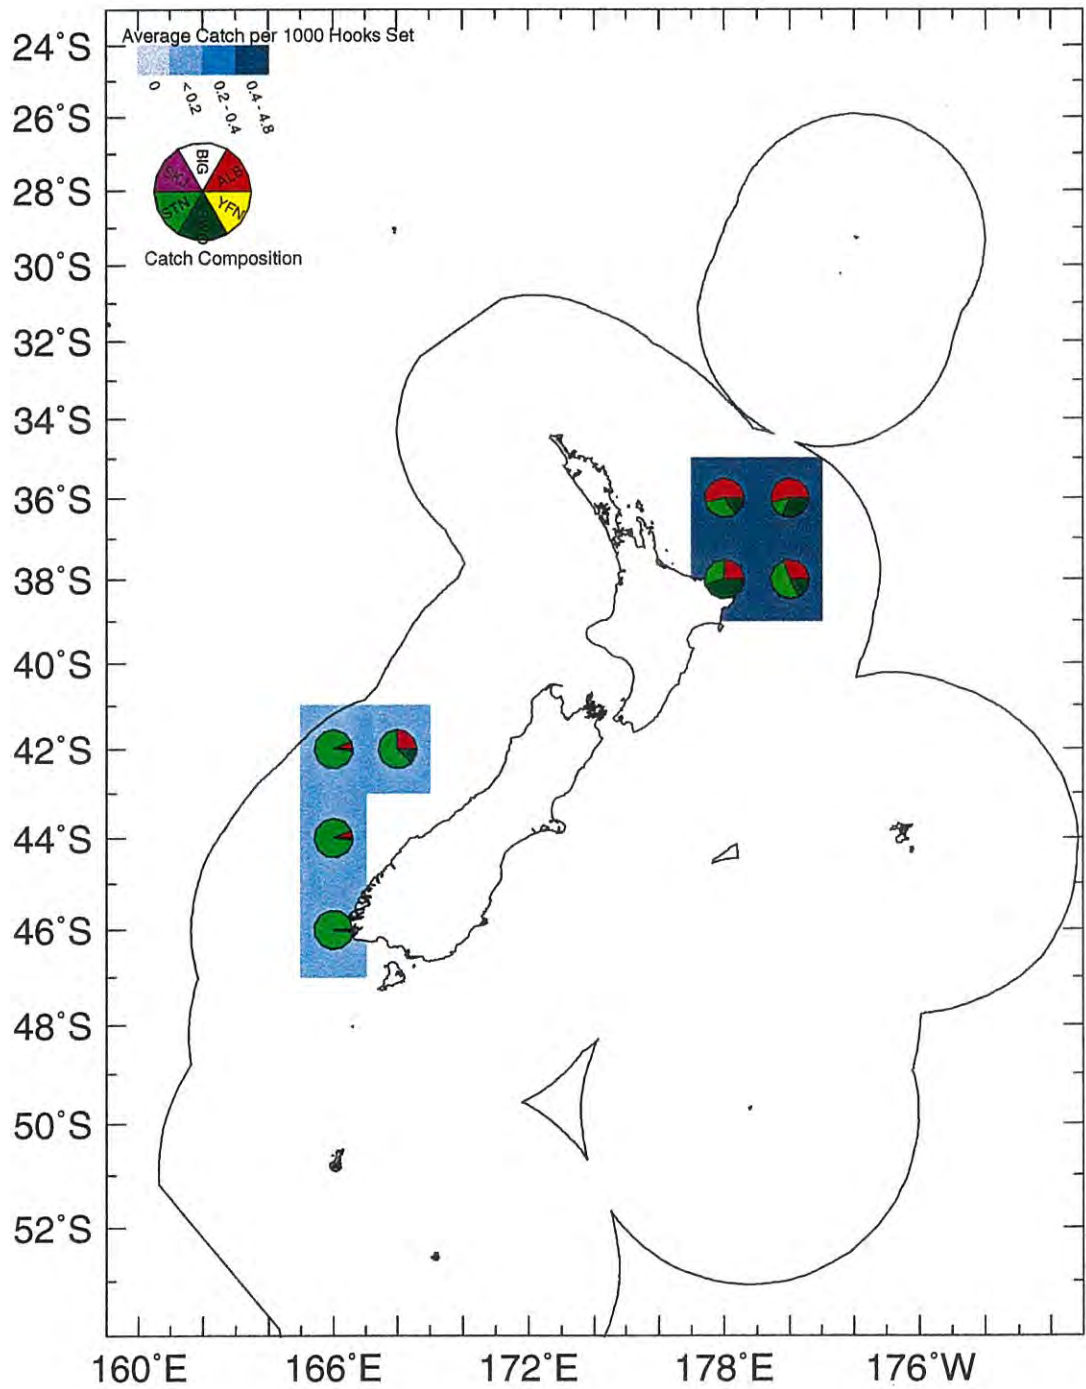 Average Catch per 1000 Hooks Set
0
<0.2
0.2 - 0.4
0.4 - 4.8
BIG
ALB
YFN
STN
SKJ
Catch Composition
24°S
26°S
28°S
30°S
32°S
34°S
36°S
38°S
40°S
42°S
44°S
46°S
48°S
50°S
52°S
160°E
166°E
172°E
178°E
176°W